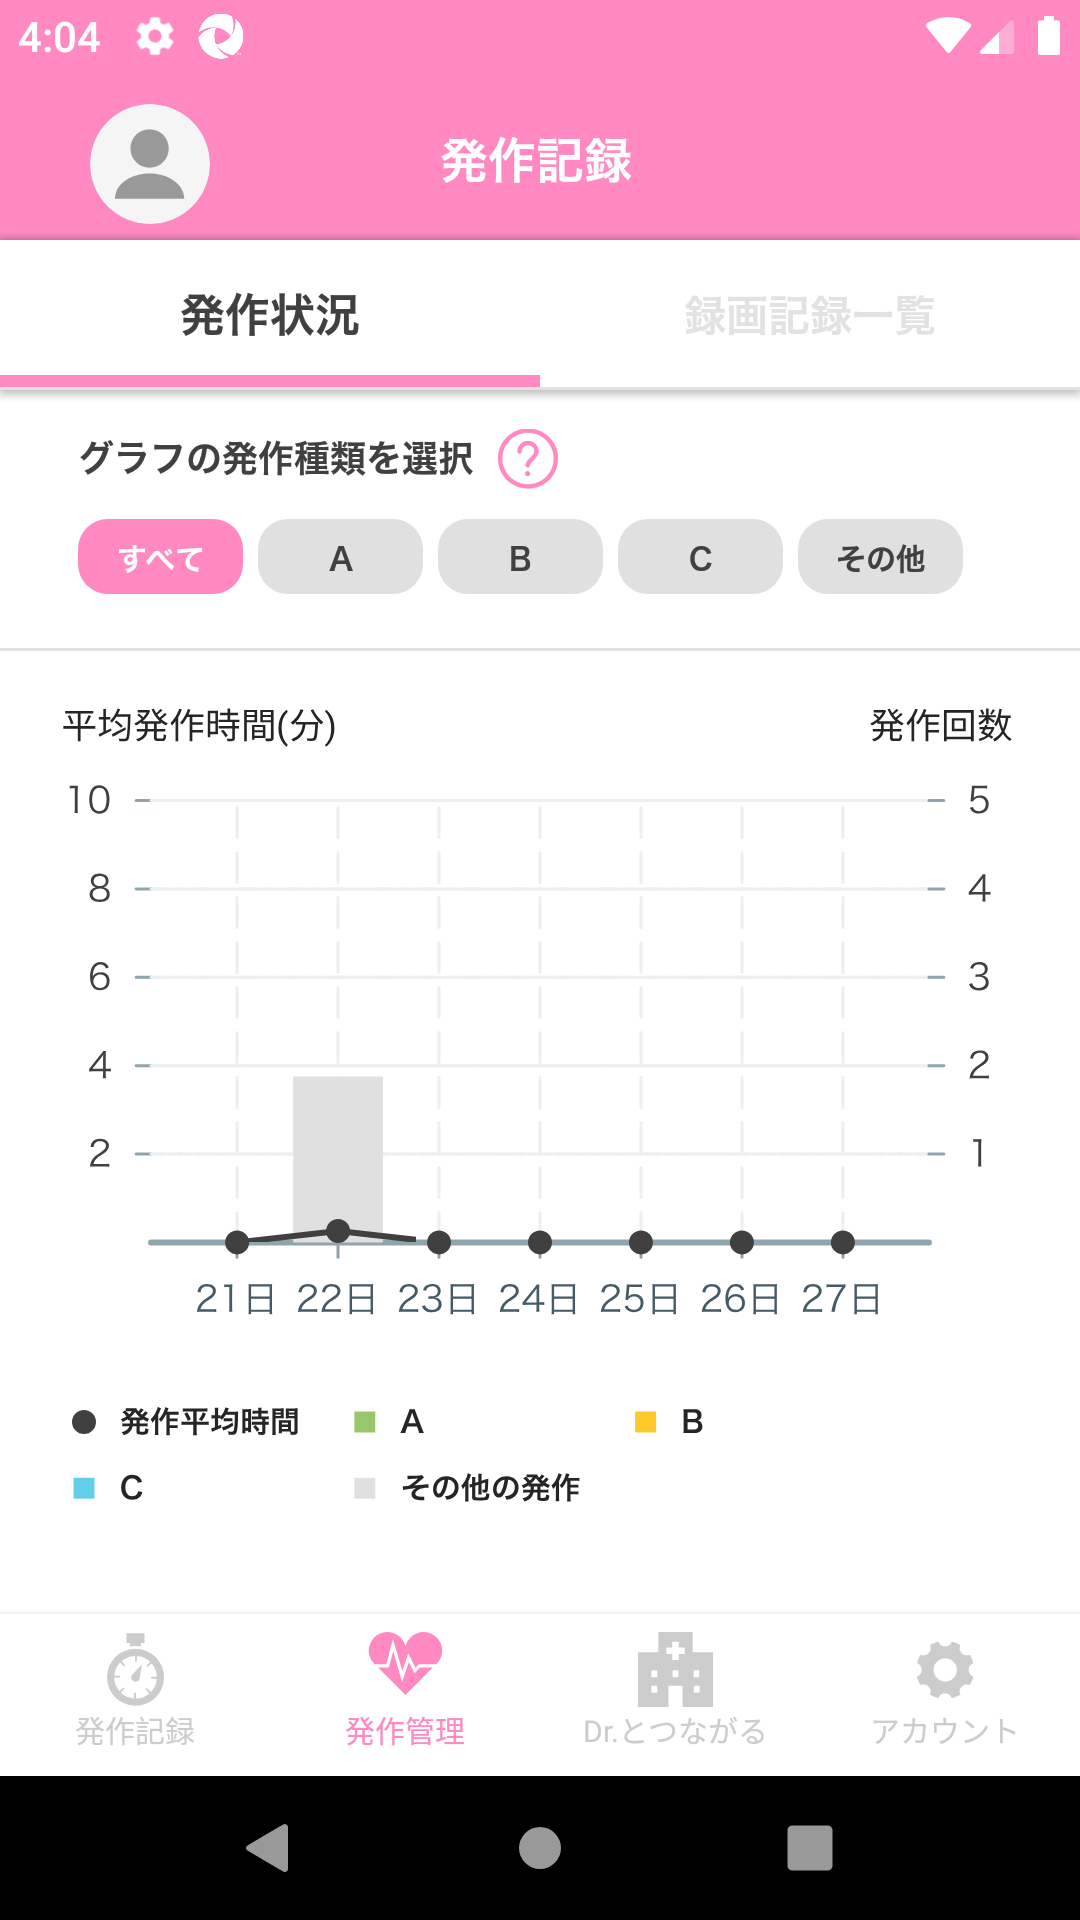 4:04
発作記録
発作状況
録画記録一覧
グラフの発作種類を選択 ?
すべて
A
B
C
その他
平均発作時間(分)
発作回数
10
5
8
4
6
3
4
2
2
1
21日 22日 23日 24日 25日 26日 27日
発作平均時間
A
B
C
その他の発作
発作記録
発作管理
Dr.とつながる
アカウント